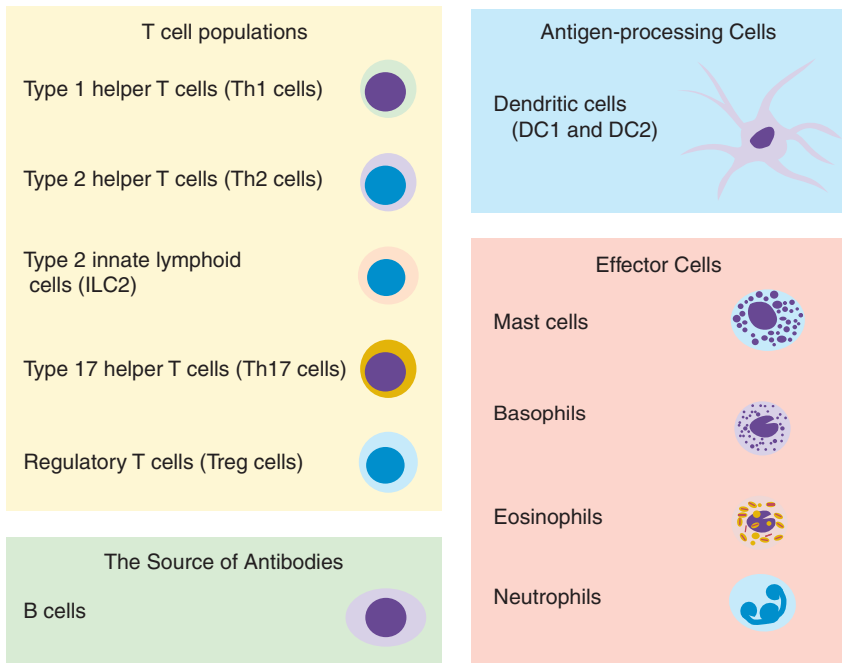 T cell populations
Type 1 helper T cells (Th1 cells)
Type 2 helper T cells (Th2 cells)
Type 2 innate lymphoid
cells (ILC2)
Type 17 helper T cells (Th17 cells)
Regulatory T cells (Treg cells)
The Source of Antibodies
B cells
Antigen-processing Cells
Dendritic cells
(DC1 and DC2)
Effector Cells
Mast cells
Basophils
Eosinophils
Neutrophils